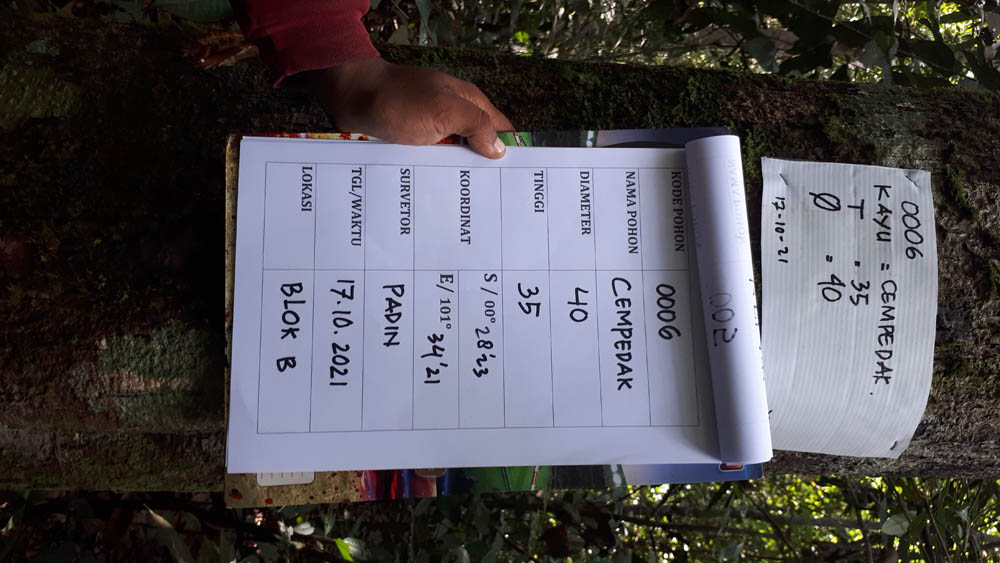 0006
KAYU = CEMPEDAK.
T = 35
Ø = 40
17-10-21
002
KODE POHON 0006
NAMA POHON CEMPEDAK
DIAMETER 40
TINGGI 35
KOORDINAT S / 00° 28'23
E/ 101° 34'21
SURVETOR PADIN
TGL/WAKTU 17.10.2021
LOKASI BLOK B